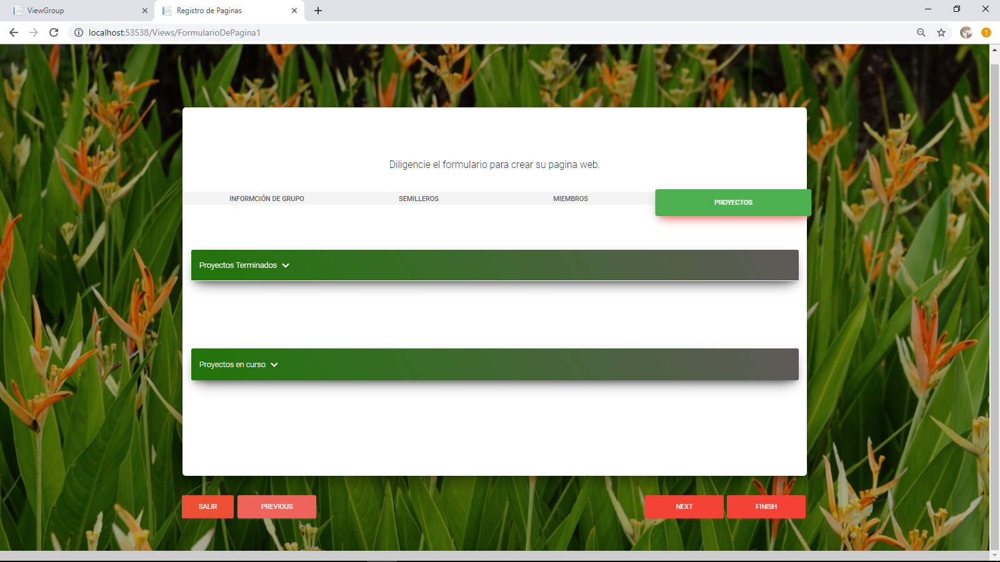 ViewGroup
Registro de Paginas
localhost:53538/Views/FormularioDePagina1
Diligencie el formulario para crear su pagina web.
INFORMCIÓN DE GRUPO
SEMILLEROS
MIEMBROS
PROYECTOS
Proyectos Terminados
Proyectos en curso
SALIR
PREVIOUS
NEXT
FINISH